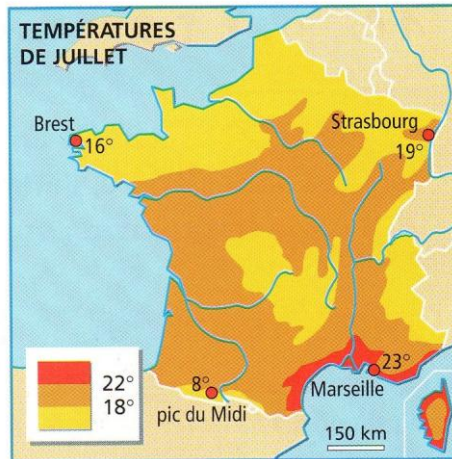 TEMPÉRATURES
DE JUILLET
Brest
16°
Strasbourg
19°
22°
18°
8°
pic du Midi
23°
Marseille
150 km